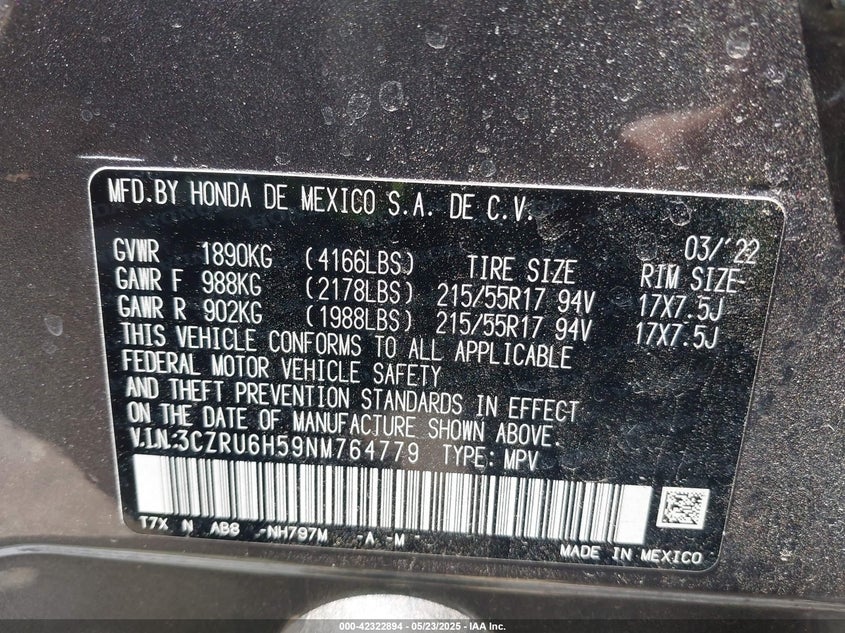 MFD.BY HONDA DE MEXICO S.A. DE C.V.
03/'22
GVWR 1890KG (4166LBS) TIRE SIZE RIM SIZE
GAWR F 988KG (2178LBS) 215/55R17 94V 17X7.5J
GAWR R 902KG (1988LBS) 215/55R17 94V 17X7.5J
THIS VEHICLE CONFORMS TO ALL APPLICABLE
FEDERAL MOTOR VEHICLE SAFETY
AND THEFT PREVENTION STANDARDS IN EFFECT
ON THE DATE OF MANUFACTURE SHOWN ABOVE.
V.I.N.:3CZRU6H59NM764779 TYPE: MPV
T7X N AB8 -NH797M -A -M -
MADE IN MEXICO
000-42322894 - 05/23/2025 - IAA Inc.